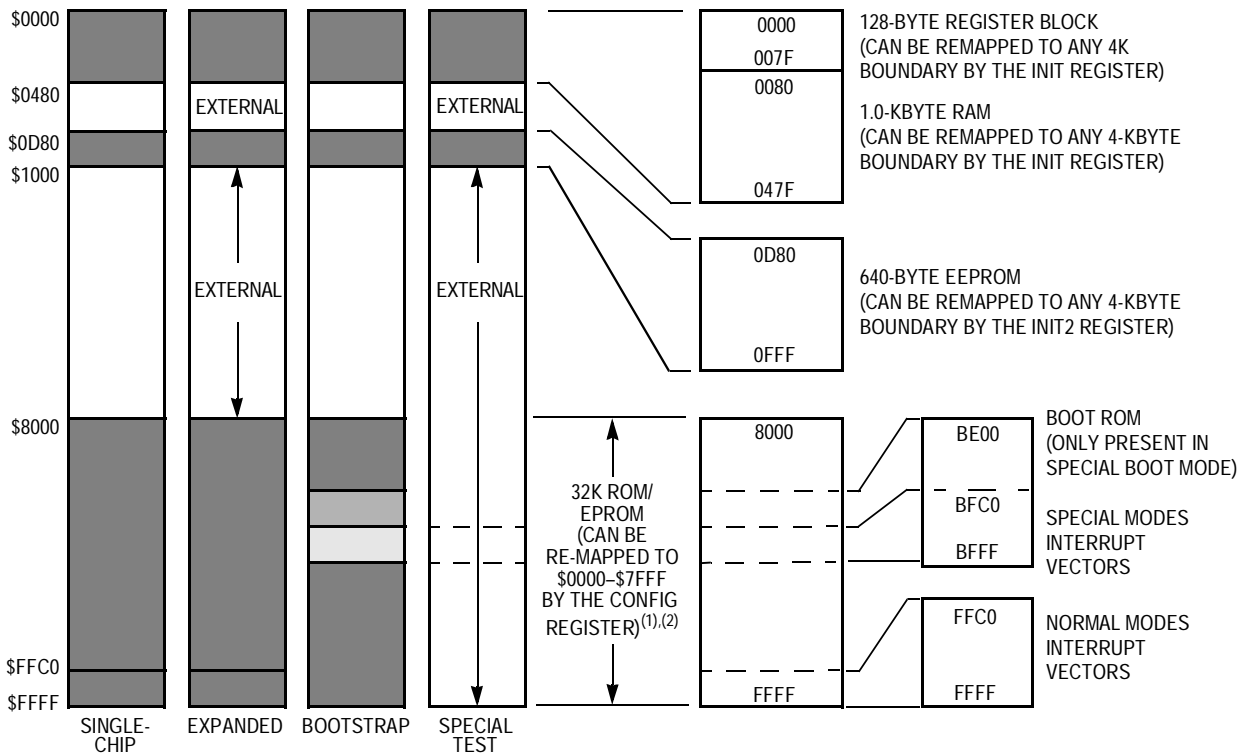 $0000
$0480
$0D80
$1000
$8000
$FFC0
$FFFF
EXTERNAL
EXTERNAL
EXTERNAL
EXTERNAL
SINGLE-
CHIP
EXPANDED
BOOTSTRAP
SPECIAL
TEST
0000
007F
0080
047F
128-BYTE REGISTER BLOCK
(CAN BE REMAPPED TO ANY 4K
BOUNDARY BY THE INIT REGISTER)
1.0-KBYTE RAM
(CAN BE REMAPPED TO ANY 4-KBYTE
BOUNDARY BY THE INIT REGISTER)
0D80
0FFF
640-BYTE EEPROM
(CAN BE REMAPPED TO ANY 4-KBYTE
BOUNDARY BY THE INIT2 REGISTER)
32K ROM/
EPROM
(CAN BE
RE-MAPPED TO
$0000–$7FFF
BY THE CONFIG
REGISTER)(1),(2)
8000
FFFF
BE00
BFC0
BFFF
BOOT ROM
(ONLY PRESENT IN
SPECIAL BOOT MODE)
SPECIAL MODES
INTERRUPT
VECTORS
FFC0
FFFF
NORMAL MODES
INTERRUPT
VECTORS